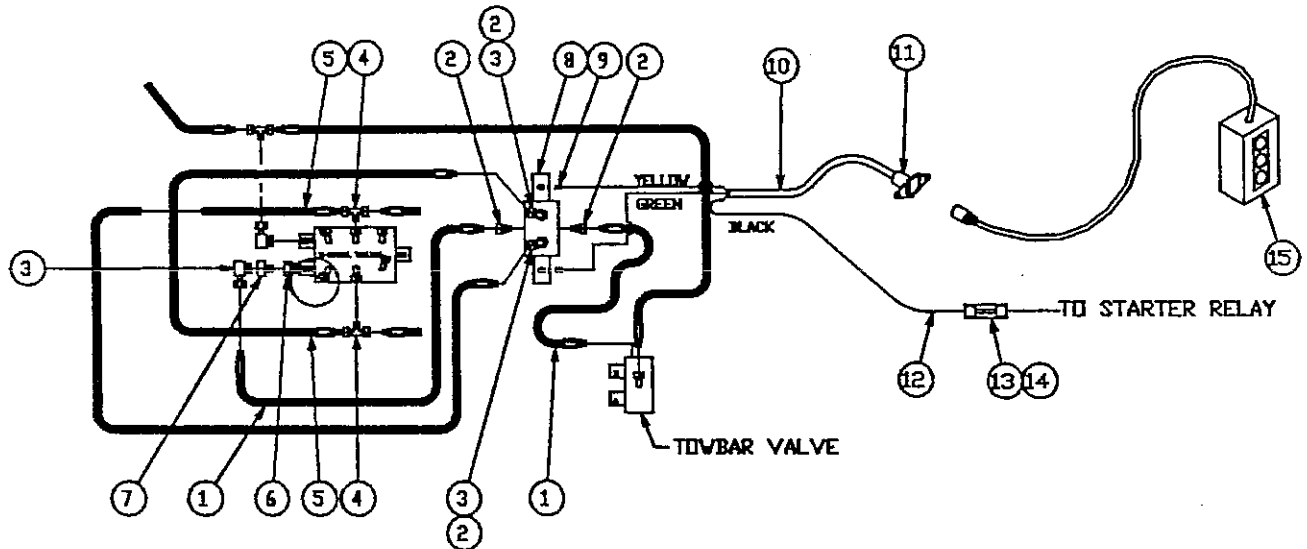 2
5 4 2 3 8 9 2 10 11
YELLOW
GREEN
BLACK
15
3
TO STARTER RELAY
12 13 14
TOWBAR VALVE
7 1 6 5 4 3 1
2